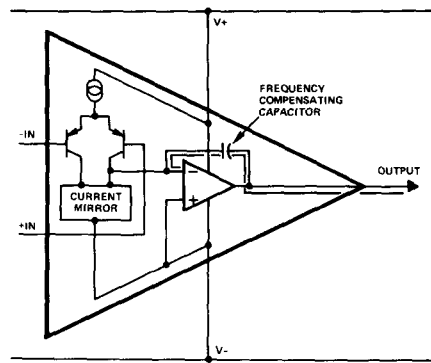 V+
FREQUENCY
COMPENSATING
CAPACITOR
-IN
−
OUTPUT
CURRENT
MIRROR
+
+IN
V-